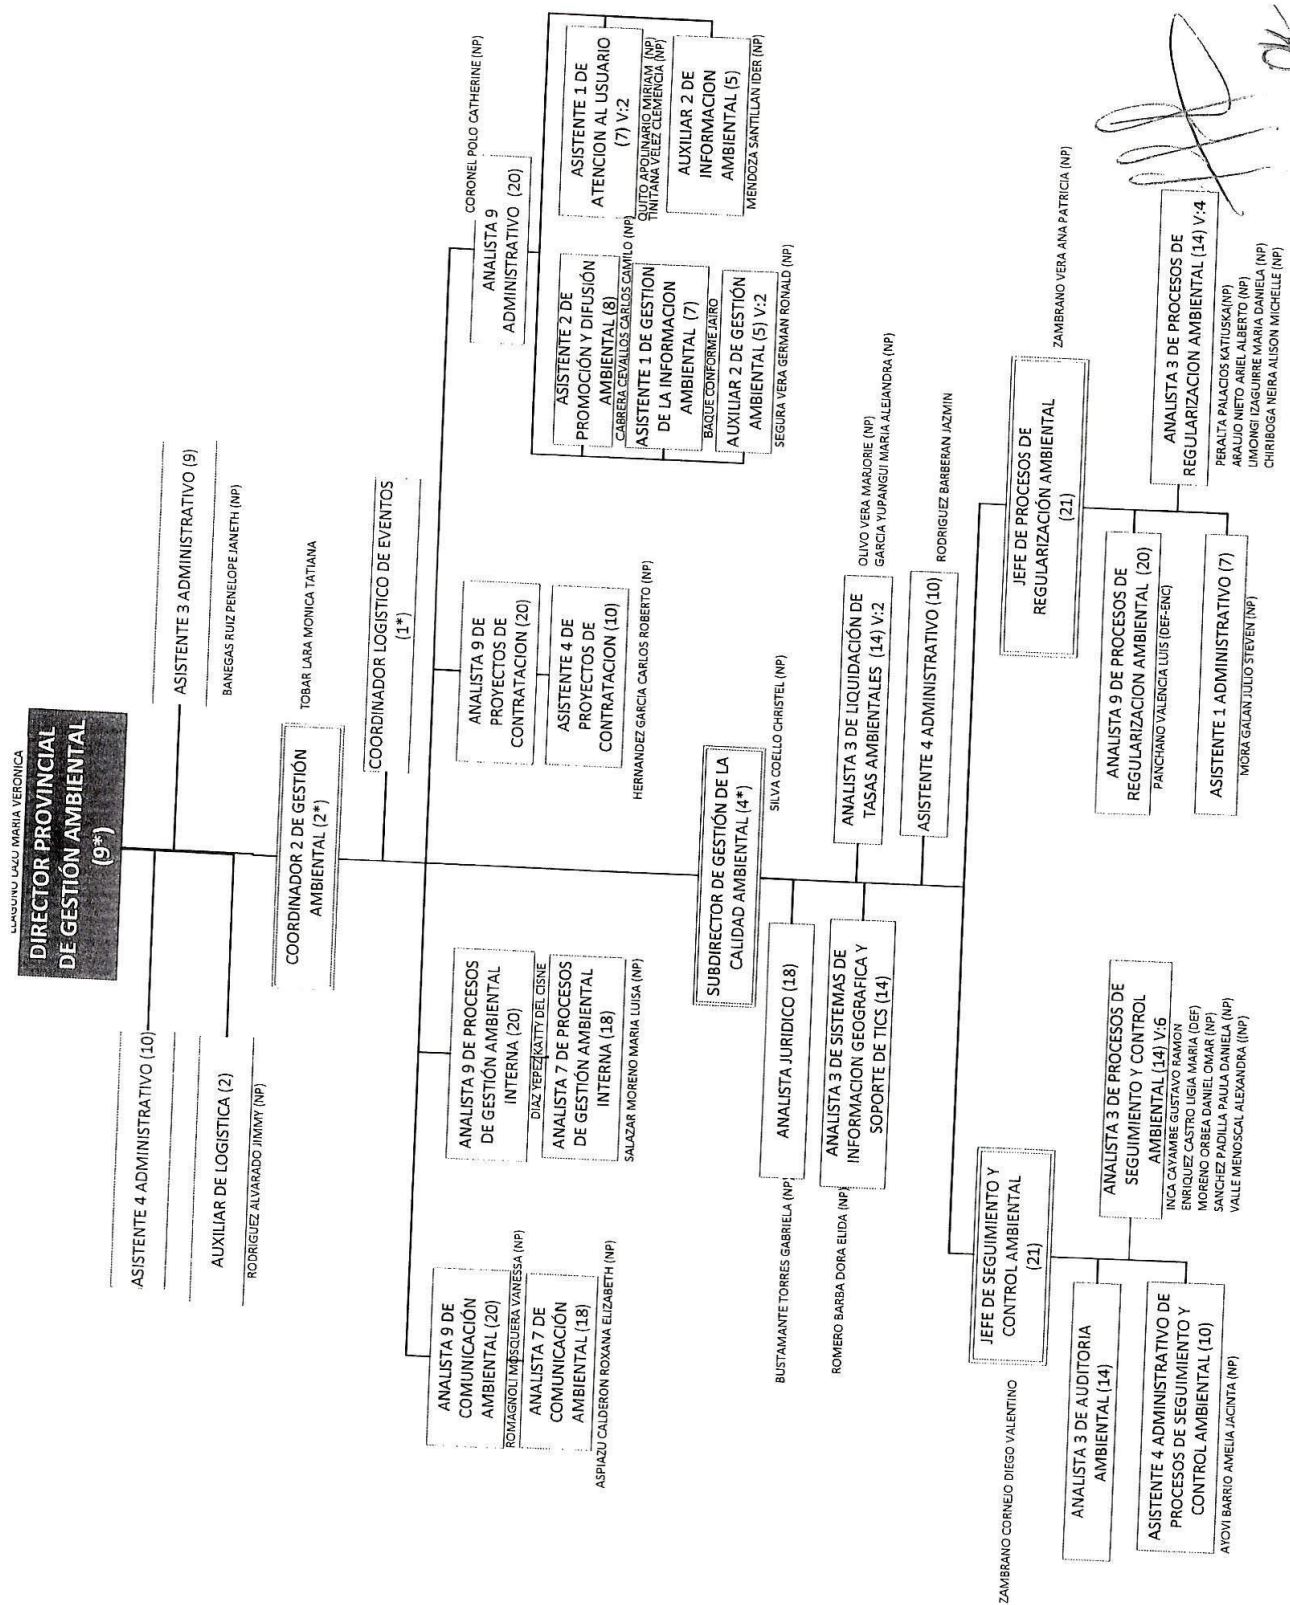 LLAGUNO LAZO MARIA VERONICA
DIRECTOR PROVINCIAL
DE GESTIÓN AMBIENTAL
(9*)
ASISTENTE 4 ADMINISTRATIVO (10)
ASISTENTE 3 ADMINISTRATIVO (9)
BANEGAS RUIZ PENELOPE JANETH (NP)
AUXILIAR DE LOGISTICA (2)
RODRIGUEZ ALVARADO JIMMY (NP)
COORDINADOR 2 DE GESTIÓN
AMBIENTAL (2*)
TOBAR LARA MONICA TATIANA
COORDINADOR LOGISTICO DE EVENTOS
(1*)
ANALISTA 9 DE
COMUNICACIÓN
AMBIENTAL (20)
ROMAGNOLI MOSQUERA VANESSA (NP)
ANALISTA 7 DE
COMUNICACIÓN
AMBIENTAL (18)
ASPIAZU CALDERON ROXANA ELIZABETH (NP)
ANALISTA 9 DE PROCESOS
DE GESTIÓN AMBIENTAL
INTERNA (20)
DIAZ YEPEZ KATTY DEL CISNE
ANALISTA 7 DE PROCESOS
DE GESTIÓN AMBIENTAL
INTERNA (18)
SALAZAR MORENO MARIA LUISA (NP)
ANALISTA 9 DE
PROYECTOS DE
CONTRATACION (20)
ASISTENTE 4 DE
PROYECTOS DE
CONTRATACION (10)
HERNANDEZ GARCIA CARLOS ROBERTO (NP)
CORONEL POLO CATHERINE (NP)
ANALISTA 9
ADMINISTRATIVO (20)
ASISTENTE 2 DE
PROMOCIÓN Y DIFUSIÓN
AMBIENTAL (8)
CABRERA CEVALLOS CARLOS CAMILO (NP)
ASISTENTE 1 DE GESTION
DE LA INFORMACION
AMBIENTAL (7)
BAQUE CONFORME JAIRO
AUXILIAR 2 DE GESTIÓN
AMBIENTAL (5) V:2
SEGURA VERA GERMAN RONALD (NP)
ASISTENTE 1 DE
ATENCION AL USUARIO
(7) V:2
QUITO APOLINARIO MIRIAM (NP)
TINITANA VELEZ CLEMENCIA (NP)
AUXILIAR 2 DE
INFORMACION
AMBIENTAL (5)
MENDOZA SANTILLAN IDER (NP)
SUBDIRECTOR DE GESTIÓN DE LA
CALIDAD AMBIENTAL (4*)
SILVA COELLO CHRISTEL (NP)
ANALISTA JURIDICO (18)
BUSTAMANTE TORRES GABRIELA (NP)
ANALISTA 3 DE SISTEMAS DE
INFORMACION GEOGRAFICA Y
SOPORTE DE TICS (14)
ROMERO BARBA DORA ELIDA (NP)
ANALISTA 3 DE LIQUIDACIÓN DE
TASAS AMBIENTALES (14) V:2
OLIVO VERA MARJORIE (NP)
GARCIA YUPANGUI MARIA ALEJANDRA (NP)
ASISTENTE 4 ADMINISTRATIVO (10)
RODRIGUEZ BARBERAN JAZMIN
ZAMBRANO CORNEJO DIEGO VALENTINO
JEFE DE SEGUIMIENTO Y
CONTROL AMBIENTAL
(21)
ANALISTA 3 DE AUDITORIA
AMBIENTAL (14)
ASISTENTE 4 ADMINISTRATIVO DE
PROCESOS DE SEGUIMIENTO Y
CONTROL AMBIENTAL (10)
AYOVI BARRIO AMELIA JACINTA (NP)
ANALISTA 3 DE PROCESOS DE
SEGUIMIENTO Y CONTROL
AMBIENTAL (14) V:6
INCA CAYAMBE GUSTAVO RAMON
ENRIQUEZ CASTRO LIGIA MARIA (DEF)
MORENO ORBEA DANIEL OMAR (NP)
SANCHEZ PADILLA PAULA DANIELA (NP)
VALLE MENOSCAL ALEXANDRA ((NP)
JEFE DE PROCESOS DE
REGULARIZACIÓN AMBIENTAL
(21)
ZAMBRANO VERA ANA PATRICIA (NP)
ANALISTA 9 DE PROCESOS DE
REGULARIZACION AMBIENTAL (20)
PANCHANO VALENCIA LUIS (DEF-ENC)
ASISTENTE 1 ADMINISTRATIVO (7)
MORA GALAN JULIO STEVEN (NP)
ANALISTA 3 DE PROCESOS DE
REGULARIZACION AMBIENTAL (14) V:4
PERALTA PALACIOS KATIUSKA(NP)
ARAUJO NIETO ARIEL ALBERTO (NP)
LIMONGI IZAGUIRRE MARIA DANIELA (NP)
CHIRIBOGA NEIRA ALISON MICHELLE (NP)
OK